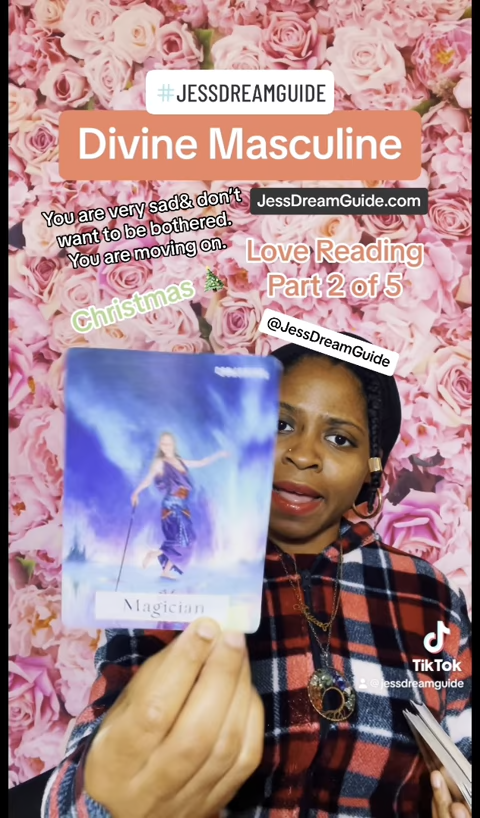 #JESSDREAMGUIDE
Divine Masculine
You are very sad& don't
want to be bothered.
You are moving on.
JessDreamGuide.com
Love Reading
Part 2 of 5
Christmas 🎄
@JessDreamGuide
Magician
TikTok
@jessdreamguide